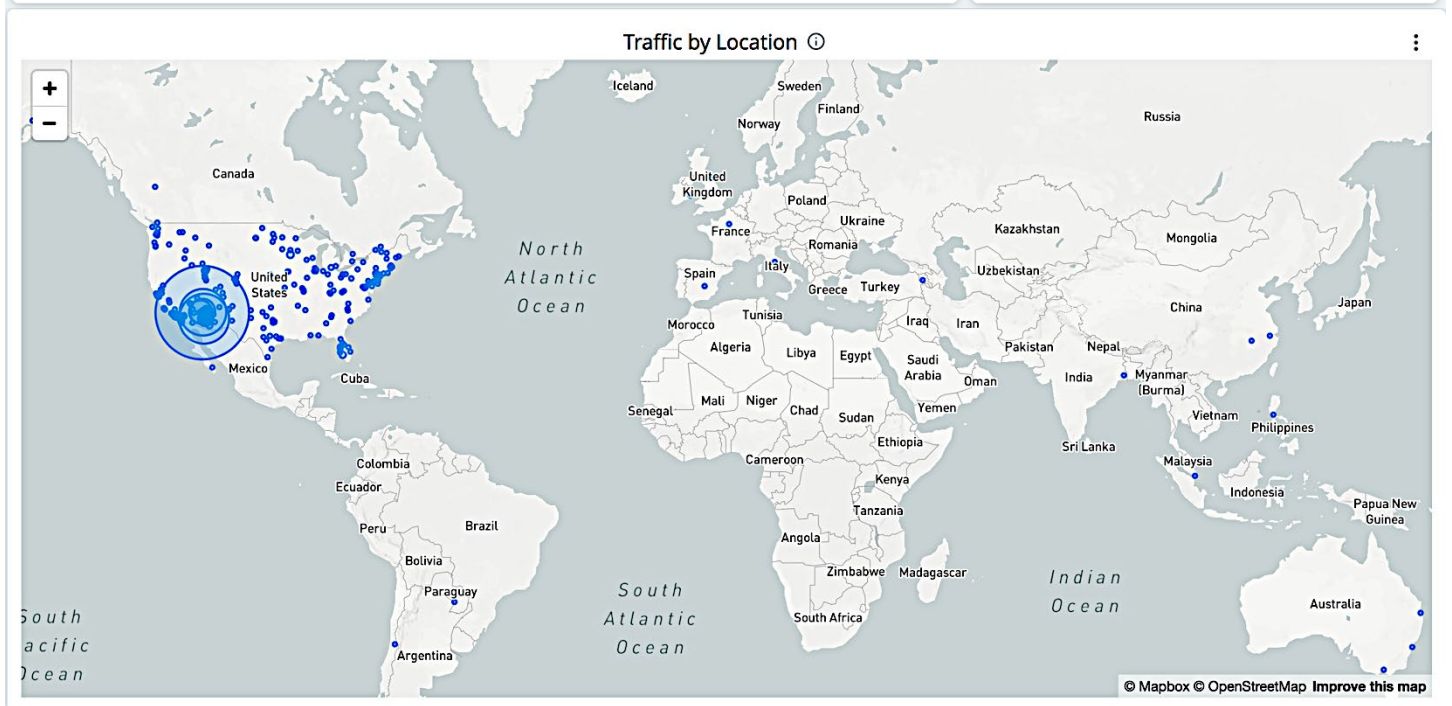 Traffic by Location
+
−
Iceland
Sweden
Finland
Norway
Russia
Canada
United
Kingdom
Poland
Ukraine
France
Romania
Kazakhstan
Mongolia
North
Atlantic
Ocean
Italy
Spain
Greece
Turkey
Uzbekistan
United
States
China
Japan
Morocco
Tunisia
Iraq
Iran
Algeria
Libya
Egypt
Pakistan
Nepal
Mexico
Cuba
Saudi
Arabia
Oman
India
Myanmar
(Burma)
Senegal
Mali
Niger
Chad
Sudan
Yemen
Vietnam
Philippines
Ethiopia
Sri Lanka
Colombia
Cameroon
Malaysia
Ecuador
Kenya
Indonesia
Peru
Brazil
Tanzania
Papua New
Guinea
Angola
Bolivia
Zimbabwe
Madagascar
Paraguay
South
Atlantic
Ocean
Indian
Ocean
Australia
South Africa
South
acific
Ocean
Argentina
© Mapbox © OpenStreetMap Improve this map